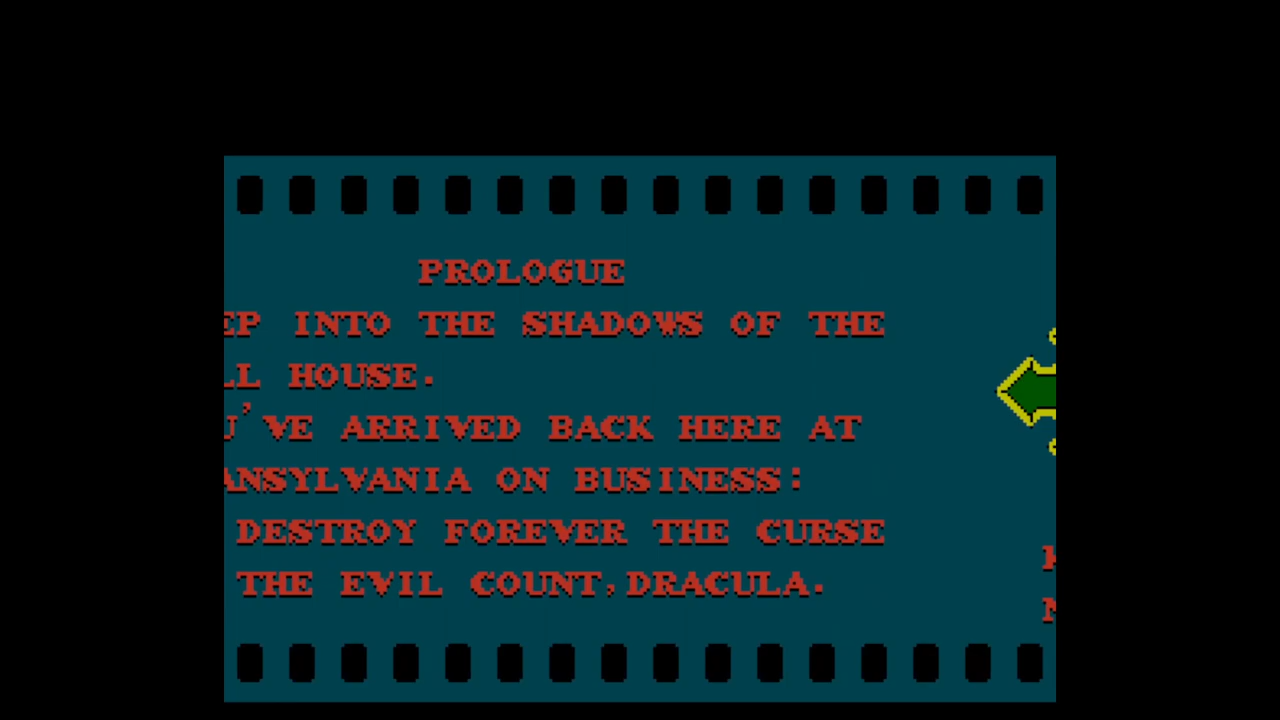 PROLOGUE
EP INTO THE SHADOWS OF THE
LL HOUSE.
U'VE ARRIVED BACK HERE AT
ANSYLVANIA ON BUSINESS:
DESTROY FOREVER THE CURSE
THE EVIL COUNT,DRACULA.